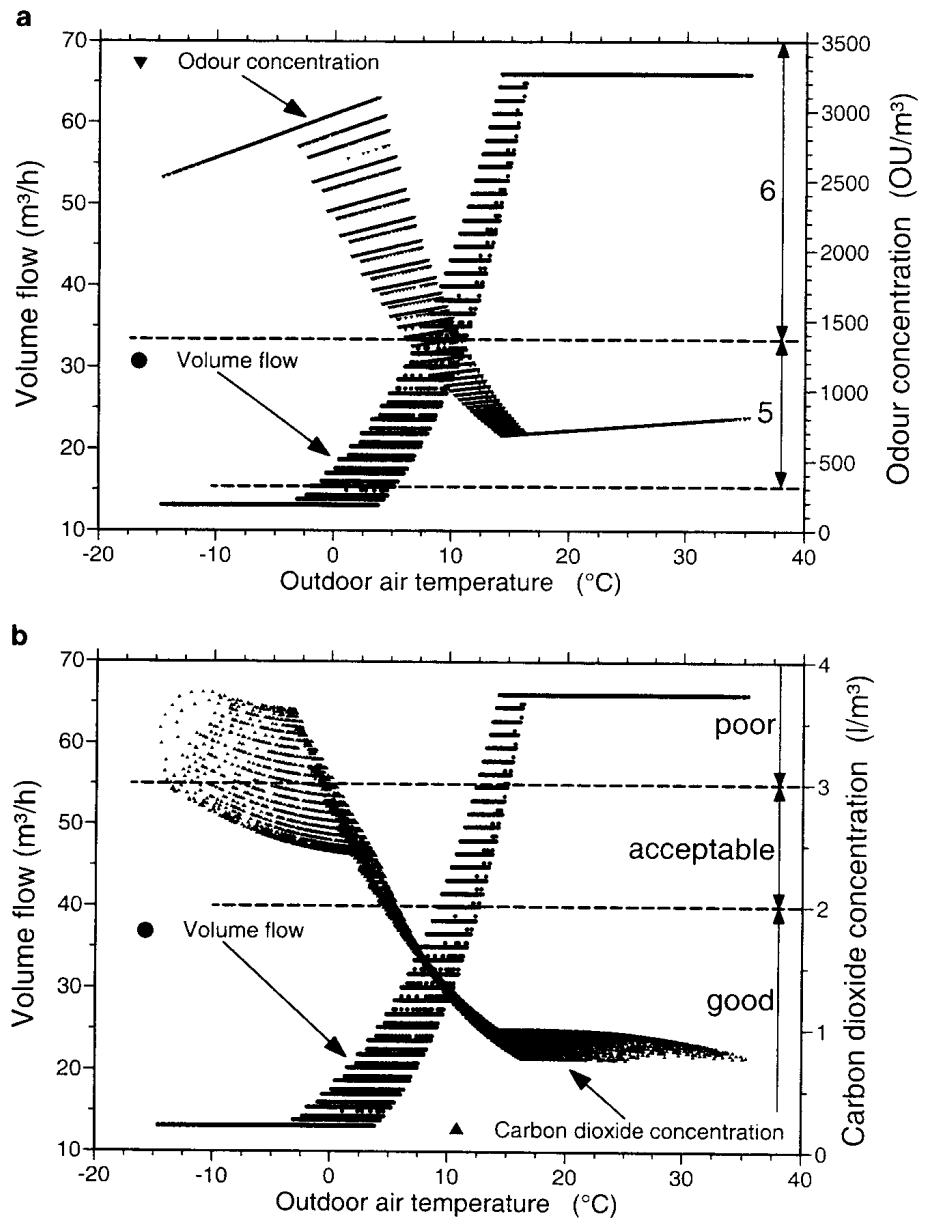 a
70
60
50
40
30
20
10
Volume flow (m³/h)
▼ Odour concentration
● Volume flow
6
5
3500
3000
2500
2000
1500
1000
500
0
Odour concentration (OU/m³)
-20 -10 0 10 20 30 40
Outdoor air temperature (°C)
b
70
60
50
40
30
20
10
Volume flow (m³/h)
● Volume flow
poor
acceptable
good
▲ Carbon dioxide concentration
4
3
2
1
0
Carbon dioxide concentration (l/m³)
-20 -10 0 10 20 30 40
Outdoor air temperature (°C)